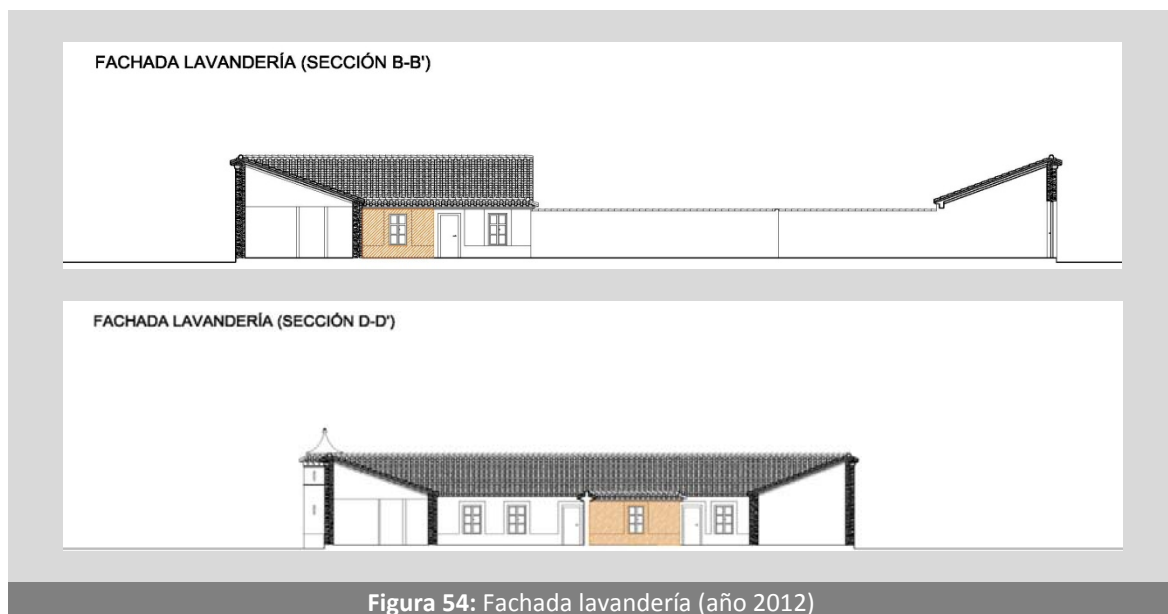 FACHADA LAVANDERÍA (SECCIÓN B-B')
FACHADA LAVANDERÍA (SECCIÓN D-D')
Figura 54: Fachada lavandería (año 2012)